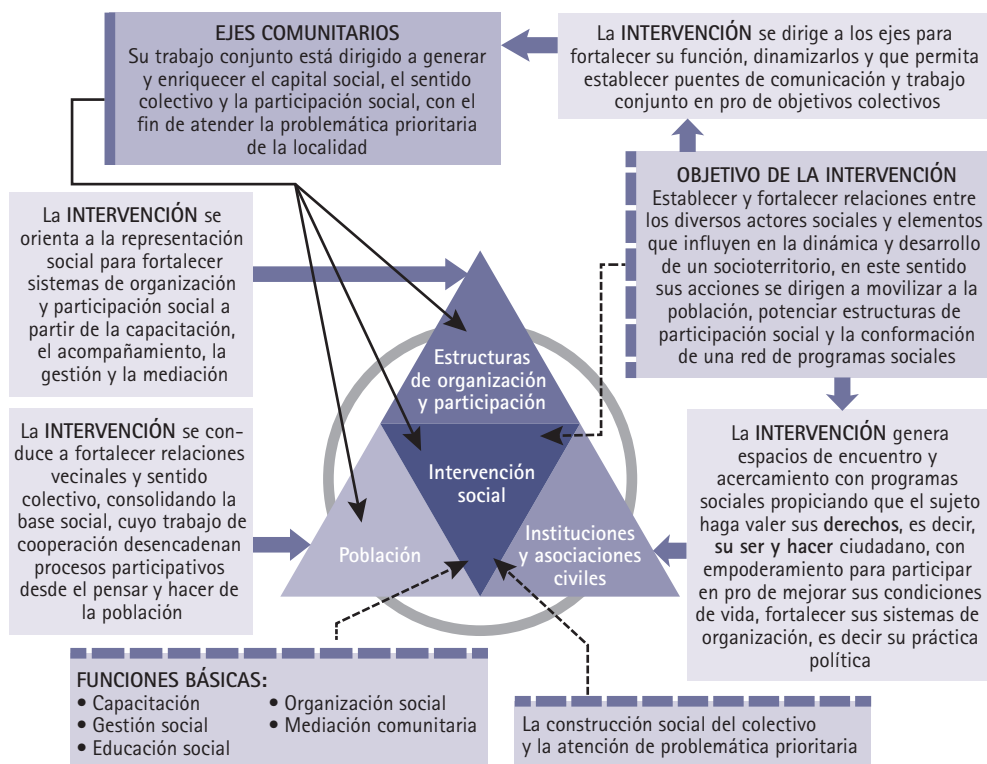 EJES COMUNITARIOS
Su trabajo conjunto está dirigido a generar
y enriquecer el capital social, el sentido
colectivo y la participación social, con el
fin de atender la problemática prioritaria
de la localidad
La INTERVENCIÓN se dirige a los ejes para
fortalecer su función, dinamizarlos y que permita
establecer puentes de comunicación y trabajo
conjunto en pro de objetivos colectivos
OBJETIVO DE LA INTERVENCIÓN
Establecer y fortalecer relaciones entre
los diversos actores sociales y elementos
que influyen en la dinámica y desarrollo
de un socioterritorio, en este sentido
sus acciones se dirigen a movilizar a la
población, potenciar estructuras de
participación social y la conformación
de una red de programas sociales
La INTERVENCIÓN se
orienta a la representación
social para fortalecer
sistemas de organización
y participación social a
partir de la capacitación,
el acompañamiento, la
gestión y la mediación
Estructuras
de organización
y participación
Intervención
social
Población
Instituciones
y asociaciones
civiles
La INTERVENCIÓN se con-
duce a fortalecer relaciones
vecinales y sentido
colectivo, consolidando la
base social, cuyo trabajo de
cooperación desencadenan
procesos participativos
desde el pensar y hacer de
la población
La INTERVENCIÓN genera
espacios de encuentro y
acercamiento con programas
sociales propiciando que el sujeto
haga valer sus derechos, es decir,
su ser y hacer ciudadano, con
empoderamiento para participar
en pro de mejorar sus condiciones
de vida, fortalecer sus sistemas de
organización, es decir su práctica
política
FUNCIONES BÁSICAS:
• Capacitación
• Gestión social
• Educación social
• Organización social
• Mediación comunitaria
La construcción social del colectivo
y la atención de problemática prioritaria